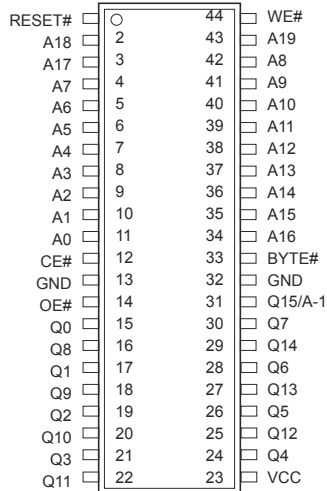 RESET# 44 WE#
A18 2 43 A19
A17 3 42 A8
A7 4 41 A9
A6 5 40 A10
A5 6 39 A11
A4 7 38 A12
A3 8 37 A13
A2 9 36 A14
A1 10 35 A15
A0 11 34 A16
CE# 12 33 BYTE#
GND 13 32 GND
OE# 14 31 Q15/A-1
Q0 15 30 Q7
Q8 16 29 Q14
Q1 17 28 Q6
Q9 18 27 Q13
Q2 19 26 Q5
Q10 20 25 Q12
Q3 21 24 Q4
Q11 22 23 VCC